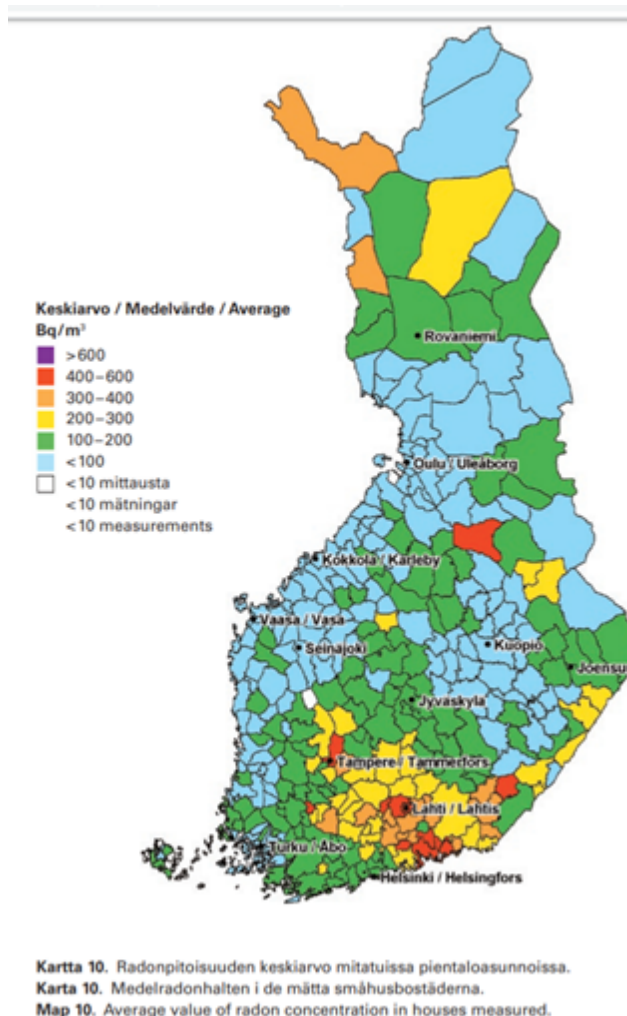 Keskiarvo / Medelvärde / Average
Bq/m³
>600
400–600
300–400
200–300
100–200
<100
<10 mittausta
<10 mätningar
<10 measurements
Rovaniemi
Oulu / Uleåborg
Kokkola / Karleby
Vaasa / Vasa
Seinäjoki
Kuopio
Joensu
Jyväskylä
Tampere / Tammerfors
Lahti / Lahtis
Turku / Åbo
Helsinki / Helsingfors
Kartta 10. Radonpitoisuuden keskiarvo mitatuissa pientaloasunnoissa.
Karta 10. Medelradonhalten i de mätta småhusbostäderna.
Map 10. Average value of radon concentration in houses measured.